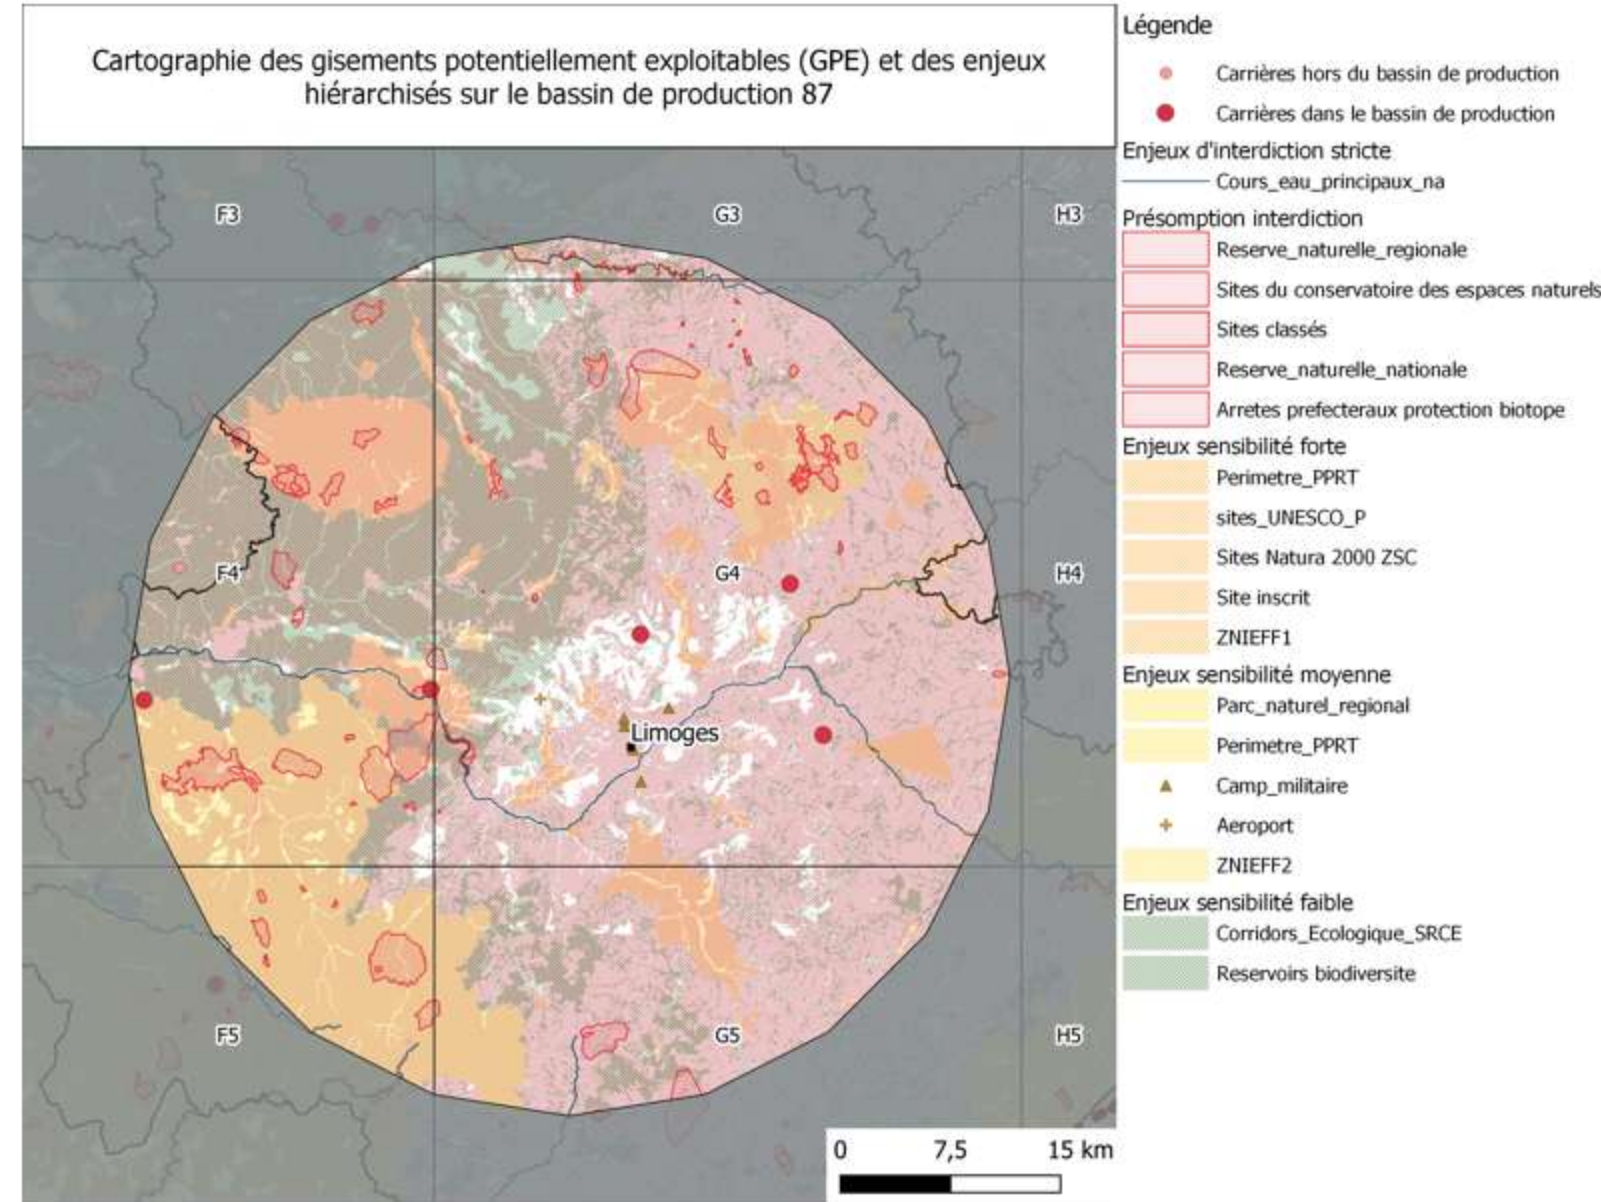 Cartographie des gisements potentiellement exploitables (GPE) et des enjeux
hiérarchisés sur le bassin de production 87
F3
G3
H3
F4
G4
H4
Limoges
F5
G5
H5
0
7,5
15 km
Légende
Carrières hors du bassin de production
Carrières dans le bassin de production
Enjeux d'interdiction stricte
Cours_eau_principaux_na
Présomption interdiction
Reserve_naturelle_regionale
Sites du conservatoire des espaces naturels
Sites classés
Reserve_naturelle_nationale
Arretes prefecteraux protection biotope
Enjeux sensibilité forte
Perimetre_PPRT
sites_UNESCO_P
Sites Natura 2000 ZSC
Site inscrit
ZNIEFF1
Enjeux sensibilité moyenne
Parc_naturel_regional
Perimetre_PPRT
Camp_militaire
Aeroport
ZNIEFF2
Enjeux sensibilité faible
Corridors_Ecologique_SRCE
Reservoirs biodiversite